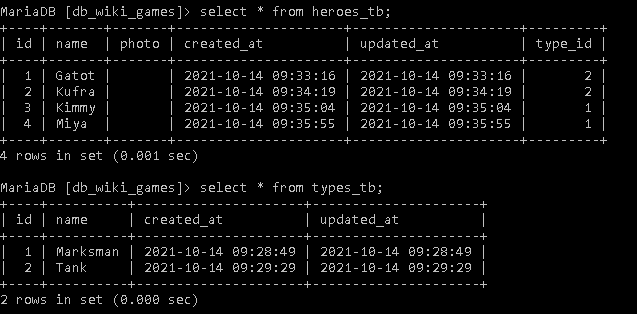 MariaDB [db_wiki_games]> select * from heroes_tb;
+----+-------+-------+---------------------+---------------------+---------+
| id | name  | photo | created_at          | updated_at          | type_id |
+----+-------+-------+---------------------+---------------------+---------+
|  1 | Gatot |       | 2021-10-14 09:33:16 | 2021-10-14 09:33:16 |       2 |
|  2 | Kufra |       | 2021-10-14 09:34:19 | 2021-10-14 09:34:19 |       2 |
|  3 | Kimmy |       | 2021-10-14 09:35:04 | 2021-10-14 09:35:04 |       1 |
|  4 | Miya  |       | 2021-10-14 09:35:55 | 2021-10-14 09:35:55 |       1 |
+----+-------+-------+---------------------+---------------------+---------+
4 rows in set (0.001 sec)
MariaDB [db_wiki_games]> select * from types_tb;
+----+----------+---------------------+---------------------+
| id | name     | created_at          | updated_at          |
+----+----------+---------------------+---------------------+
|  1 | Marksman | 2021-10-14 09:28:49 | 2021-10-14 09:28:49 |
|  2 | Tank     | 2021-10-14 09:29:29 | 2021-10-14 09:29:29 |
+----+----------+---------------------+---------------------+
2 rows in set (0.000 sec)